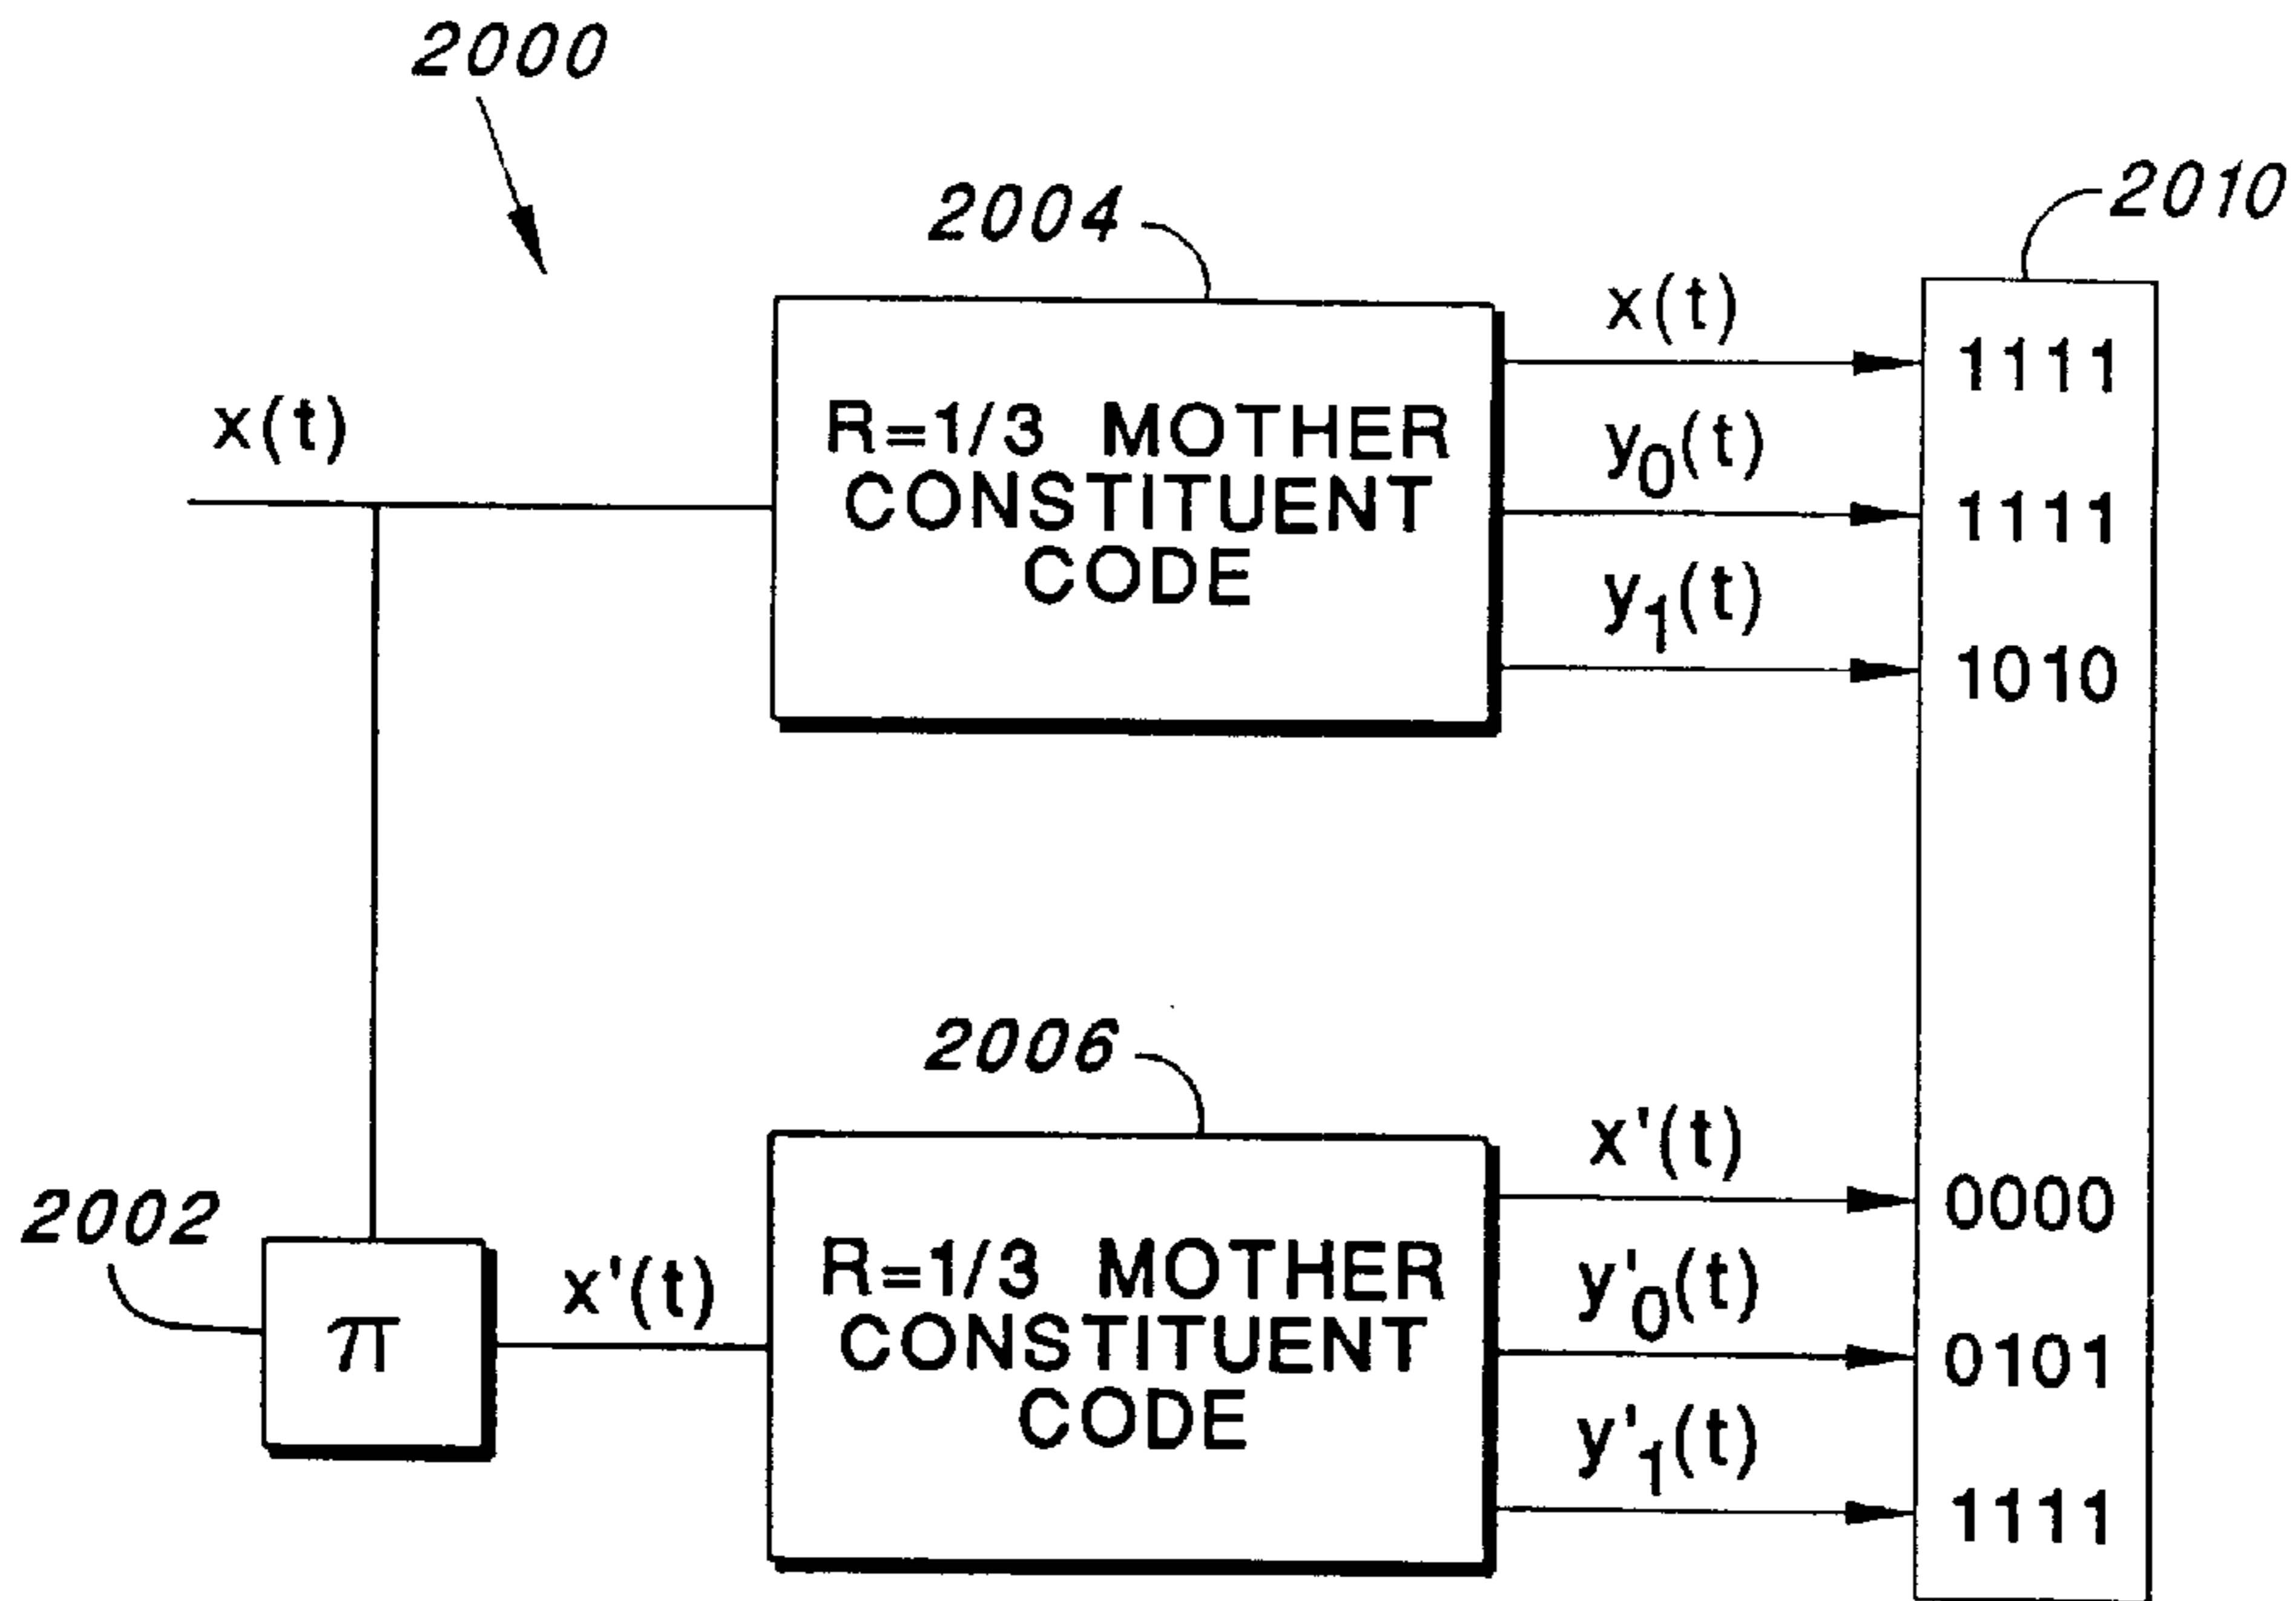 2000
2004
2010
x(t)
R=1/3 MOTHER
CONSTITUENT
CODE
x(t)
y0(t)
y1(t)
1111
1111
1010
2006
2002
π
x'(t)
R=1/3 MOTHER
CONSTITUENT
CODE
x'(t)
y'0(t)
y'1(t)
0000
0101
1111